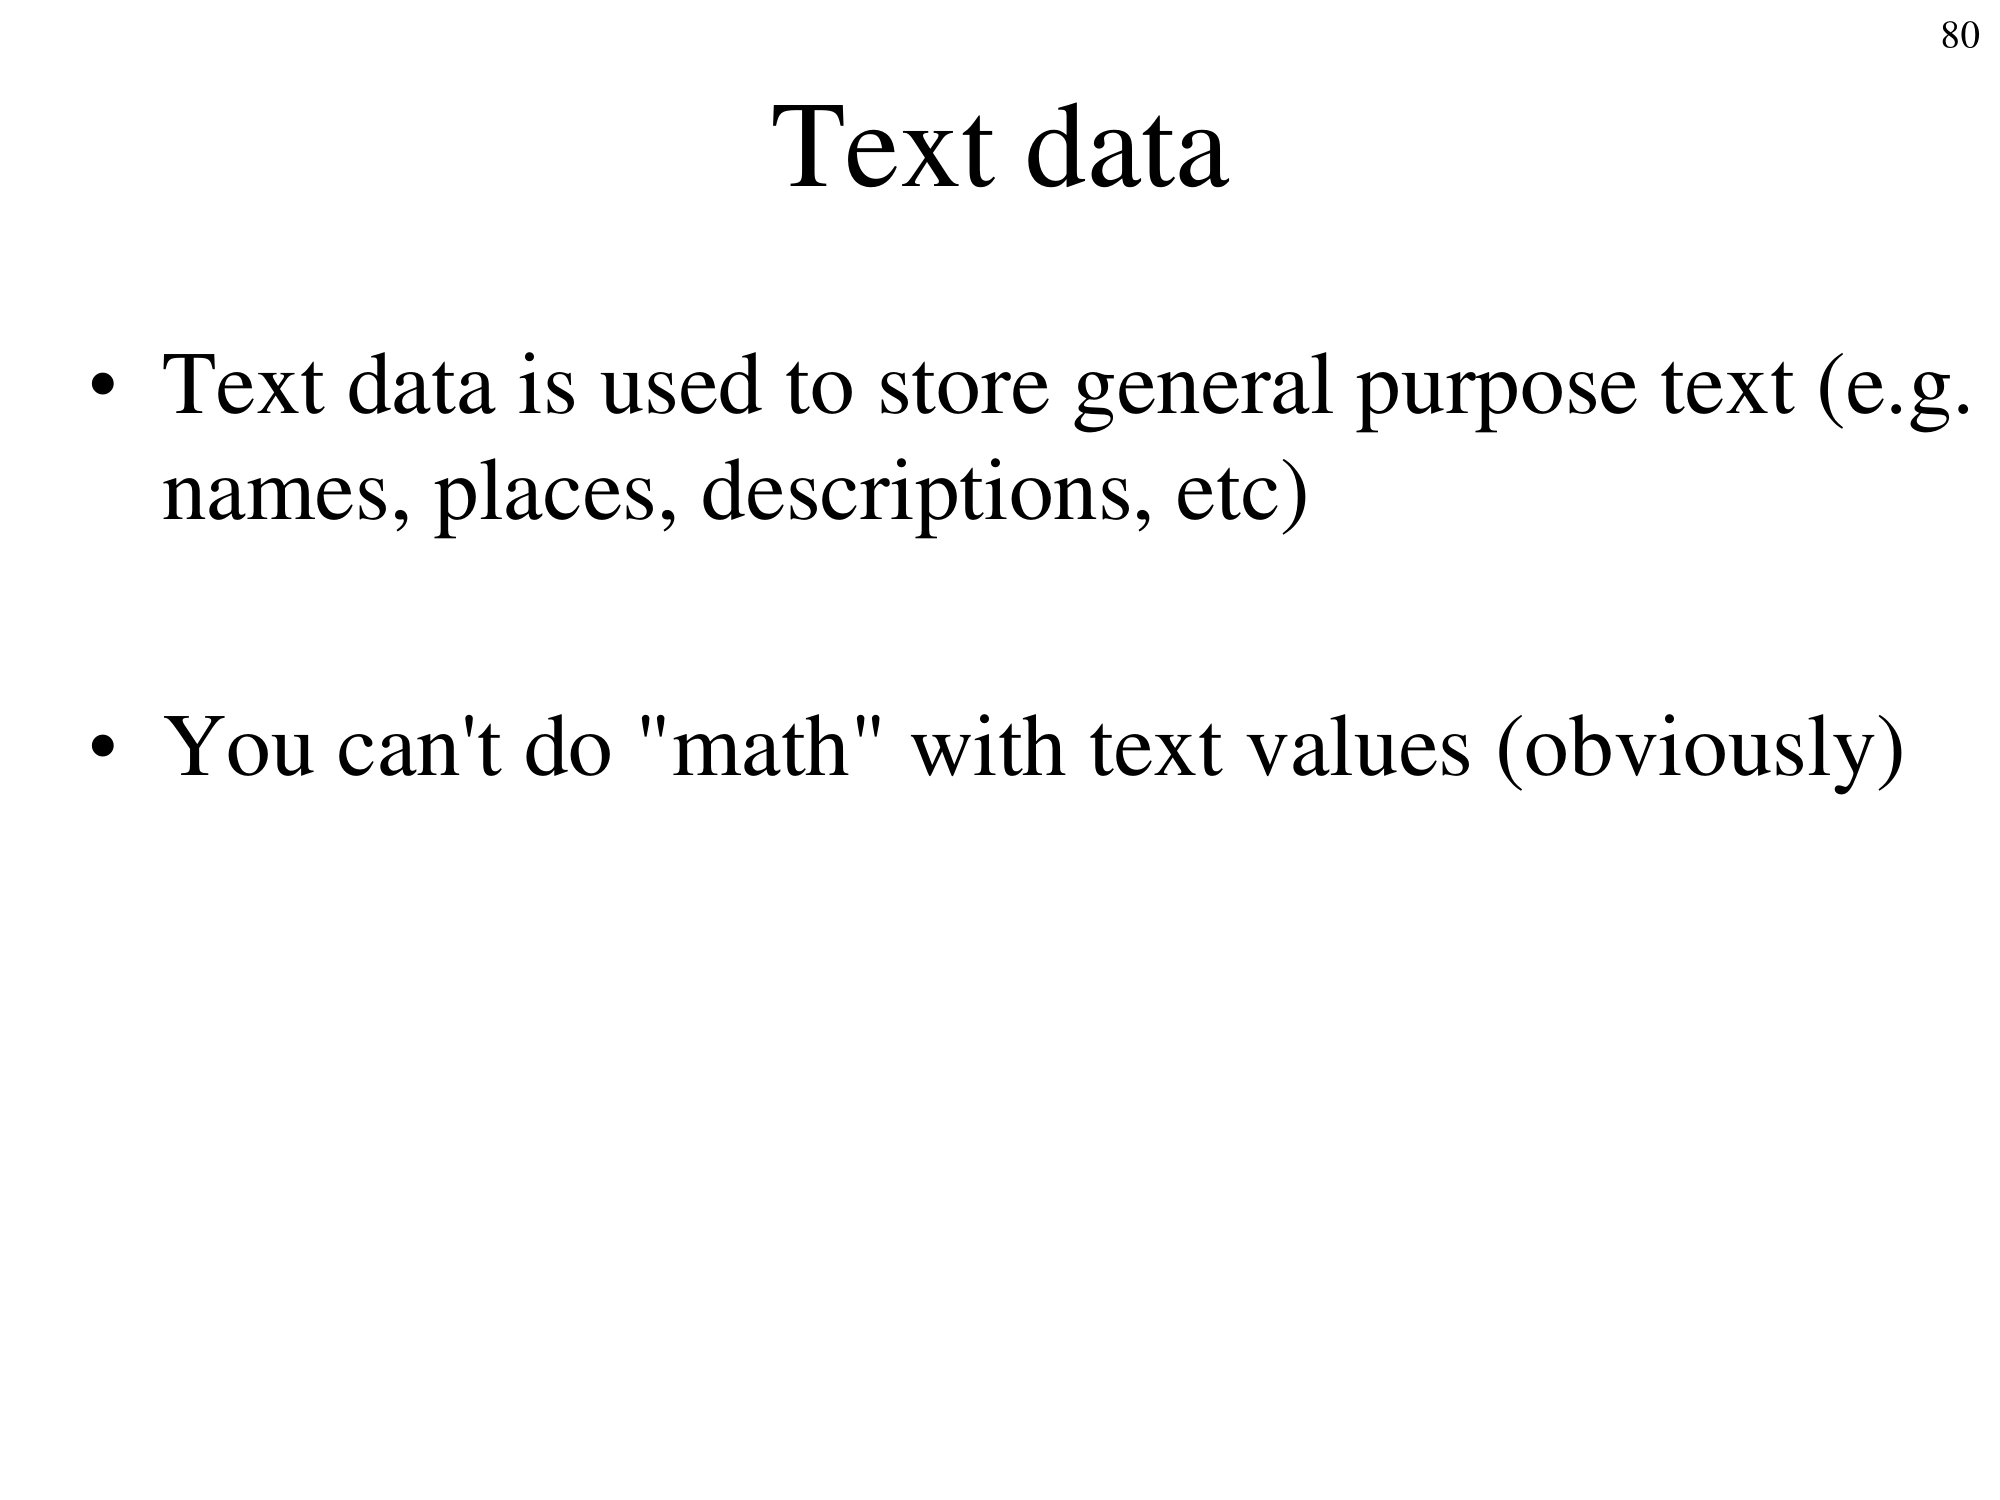 80
Text data
• Text data is used to store general purpose text (e.g.
names, places, descriptions, etc)
• You can't do "math" with text values (obviously)